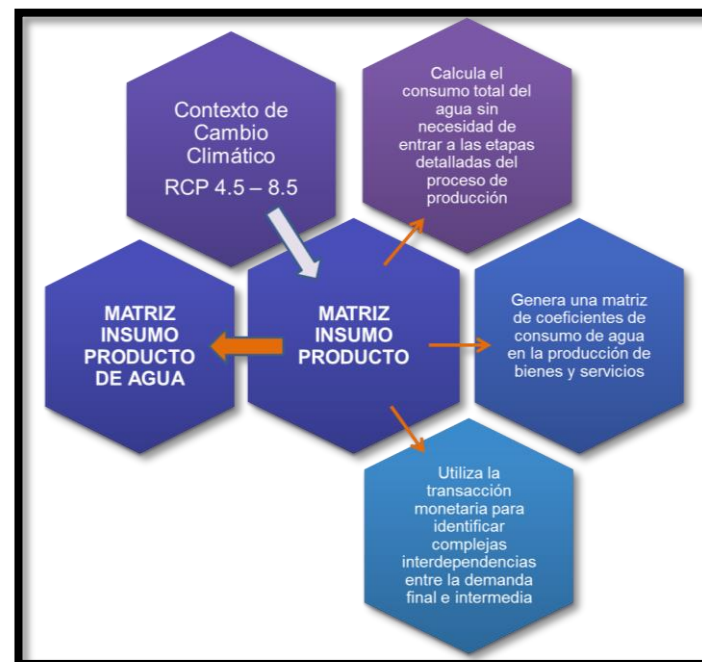 Contexto de
Cambio
Climático
RCP 4.5 – 8.5
Calcula el
consumo total del
agua sin
necesidad de
entrar a las etapas
detalladas del
proceso de
producción
MATRIZ
INSUMO
PRODUCTO
DE AGUA
MATRIZ
INSUMO
PRODUCTO
Genera una matriz
de coeficientes de
consumo de agua
en la producción de
bienes y servicios
Utiliza la
transacción
monetaria para
identificar
complejas
interdependencias
entre la demanda
final e intermedia